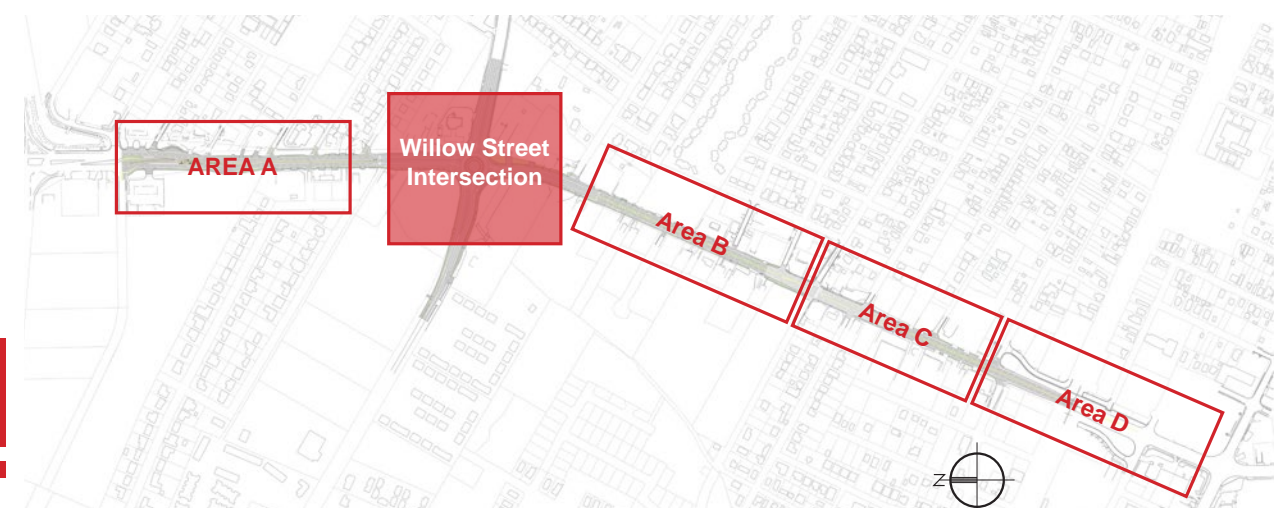 AREA A
Willow Street
Intersection
Area B
Area C
Area D
Z